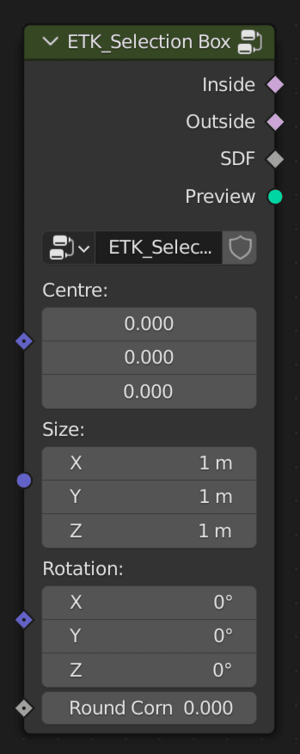 ETK_Selection Box
Inside
Outside
SDF
Preview
ETK_Selec...
Centre:
0.000
0.000
0.000
Size:
X 1 m
Y 1 m
Z 1 m
Rotation:
X 0°
Y 0°
Z 0°
Round Corn 0.000